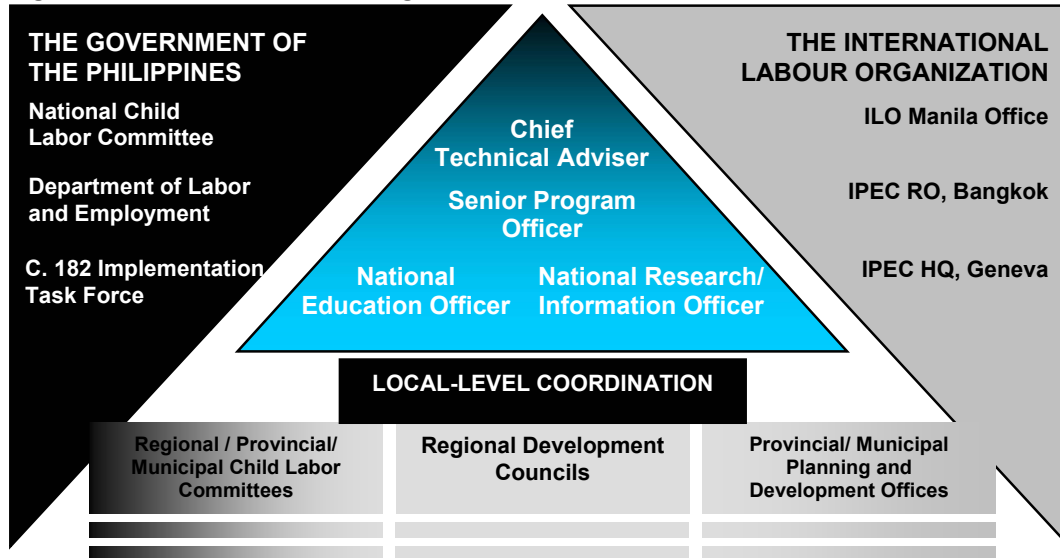 THE GOVERNMENT OF
THE PHILIPPINES
National Child
Labor Committee
Department of Labor
and Employment
C. 182 Implementation
Task Force
Chief
Technical Adviser
Senior Program
Officer
National
Education Officer
National Research/
Information Officer
THE INTERNATIONAL
LABOUR ORGANIZATION
ILO Manila Office
IPEC RO, Bangkok
IPEC HQ, Geneva
LOCAL-LEVEL COORDINATION
Regional / Provincial/
Municipal Child Labor
Committees
Regional Development
Councils
Provincial/ Municipal
Planning and
Development Offices